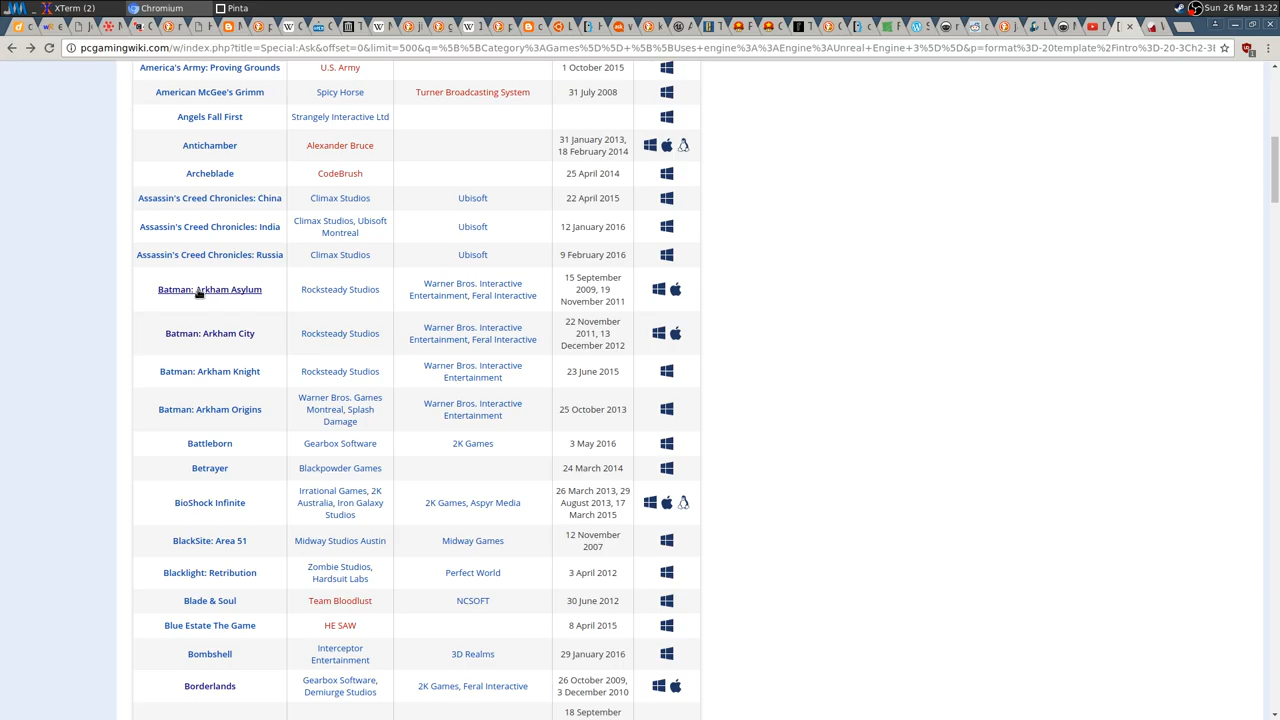 XTerm (2)
Chromium
Pinta
Sun 26 Mar 13:22
pcgamingwiki.com/w/index.php?title=Special:Ask&offset=0&limit=500&q=%5B%5BCategory%3AGames%5D%5D+%5B%5BUses+engine%3A%3AEngine%3AUnreal+Engine+3%5D%5D&p=format%3D-20template%2Fintro%3D-20-3Ch2-3E
America's Army: Proving Grounds U.S. Army 1 October 2015
American McGee's Grimm Spicy Horse Turner Broadcasting System 31 July 2008
Angels Fall First Strangely Interactive Ltd
31 January 2013,
Antichamber Alexander Bruce
18 February 2014
Archeblade CodeBrush 25 April 2014
Assassin's Creed Chronicles: China Climax Studios Ubisoft 22 April 2015
Climax Studios, Ubisoft
Assassin's Creed Chronicles: India Ubisoft 12 January 2016
Montreal
Assassin's Creed Chronicles: Russia Climax Studios Ubisoft 9 February 2016
15 September
Warner Bros. Interactive
Batman: Arkham Asylum Rocksteady Studios 2009, 19
Entertainment, Feral Interactive
November 2011
22 November
Warner Bros. Interactive
Batman: Arkham City Rocksteady Studios 2011, 13
Entertainment, Feral Interactive
December 2012
Warner Bros. Interactive
Batman: Arkham Knight Rocksteady Studios 23 June 2015
Entertainment
Warner Bros. Games
Warner Bros. Interactive
Batman: Arkham Origins Montreal, Splash 25 October 2013
Entertainment
Damage
Battleborn Gearbox Software 2K Games 3 May 2016
Betrayer Blackpowder Games 24 March 2014
Irrational Games, 2K 26 March 2013, 29
BioShock Infinite Australia, Iron Galaxy 2K Games, Aspyr Media August 2013, 17
Studios March 2015
12 November
BlackSite: Area 51 Midway Studios Austin Midway Games
2007
Zombie Studios,
Blacklight: Retribution Perfect World 3 April 2012
Hardsuit Labs
Blade & Soul Team Bloodlust NCSOFT 30 June 2012
Blue Estate The Game HE SAW 8 April 2015
Interceptor
Bombshell 3D Realms 29 January 2016
Entertainment
Gearbox Software, 26 October 2009,
Borderlands 2K Games, Feral Interactive
Demiurge Studios 3 December 2010
18 September